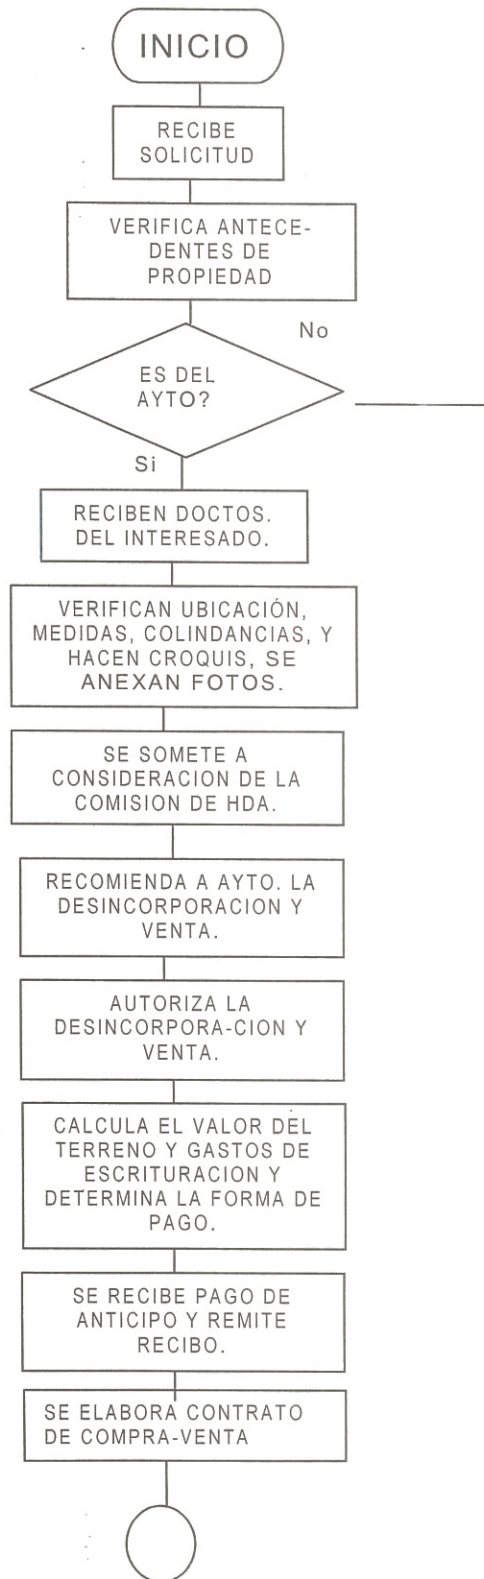 INICIO
RECIBE
SOLICITUD
VERIFICA ANTECE-
DENTES DE
PROPIEDAD
No
ES DEL
AYTO?
Si
RECIBEN DOCTOS.
DEL INTERESADO.
VERIFICAN UBICACIÓN,
MEDIDAS, COLINDANCIAS, Y
HACEN CROQUIS, SE
ANEXAN FOTOS.
SE SOMETE A
CONSIDERACION DE LA
COMISION DE HDA.
RECOMIENDA A AYTO. LA
DESINCORPORACION Y
VENTA.
AUTORIZA LA
DESINCORPORA-CION Y
VENTA.
CALCULA EL VALOR DEL
TERRENO Y GASTOS DE
ESCRITURACION Y
DETERMINA LA FORMA DE
PAGO.
SE RECIBE PAGO DE
ANTICIPO Y REMITE
RECIBO.
SE ELABORA CONTRATO
DE COMPRA-VENTA